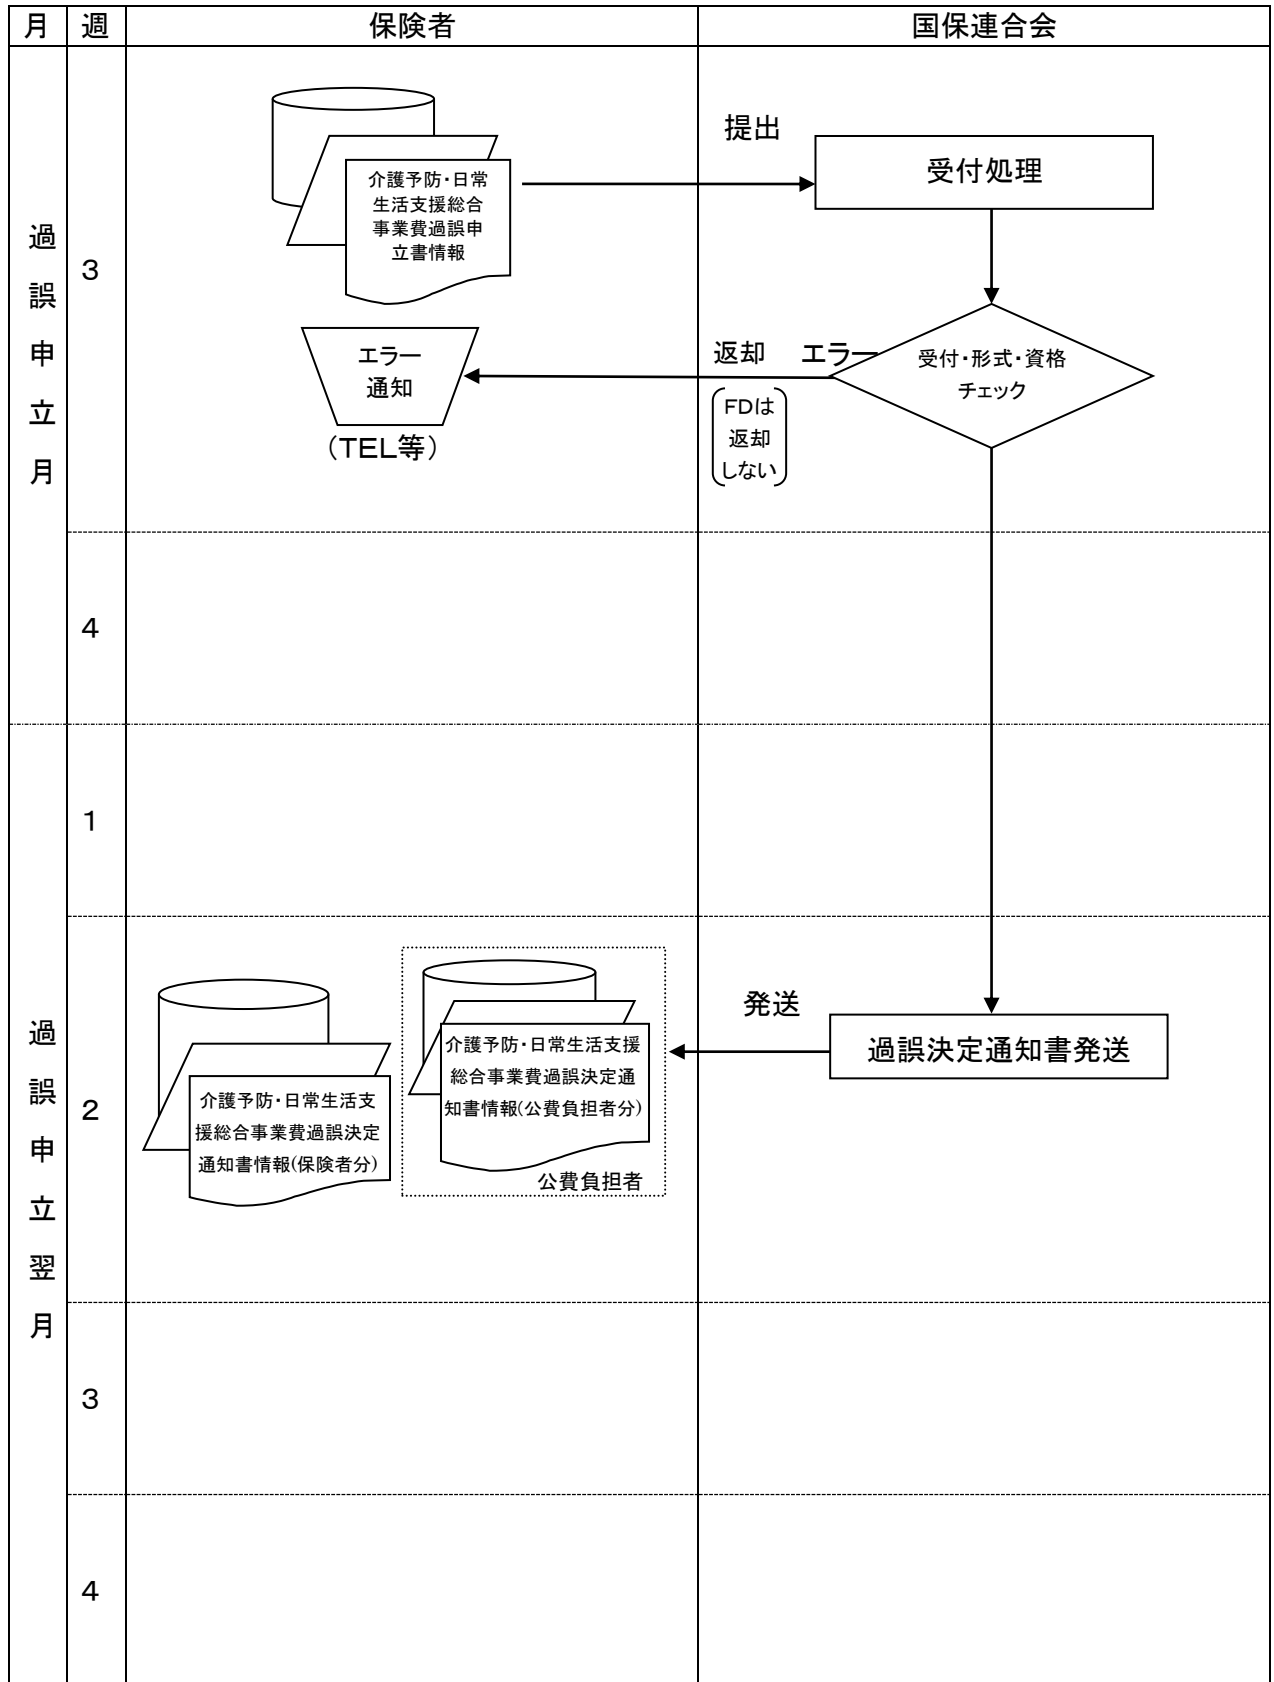 月 週 保険者 国保連合会
過誤申立月
3
介護予防・日常
生活支援総合
事業費過誤申
立書情報
提出
受付処理
エラー
通知
(TEL等)
返却 エラー
FDは
返却
しない
受付・形式・資格
チェック
4
過誤申立翌月
1
2
介護予防・日常生活支
援総合事業費過誤決定
通知書情報(保険者分)
介護予防・日常生活支援
総合事業費過誤決定通
知書情報(公費負担者分)
公費負担者
発送
過誤決定通知書発送
3
4